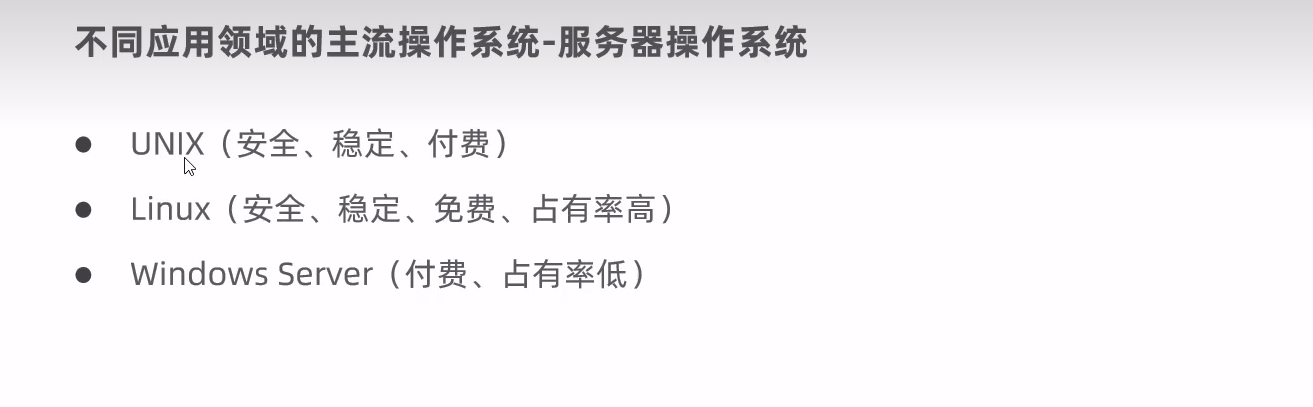 不同应用领域的主流操作系统-服务器操作系统
● UNIX（安全、稳定、付费）
● Linux（安全、稳定、免费、占有率高）
● Windows Server（付费、占有率低）